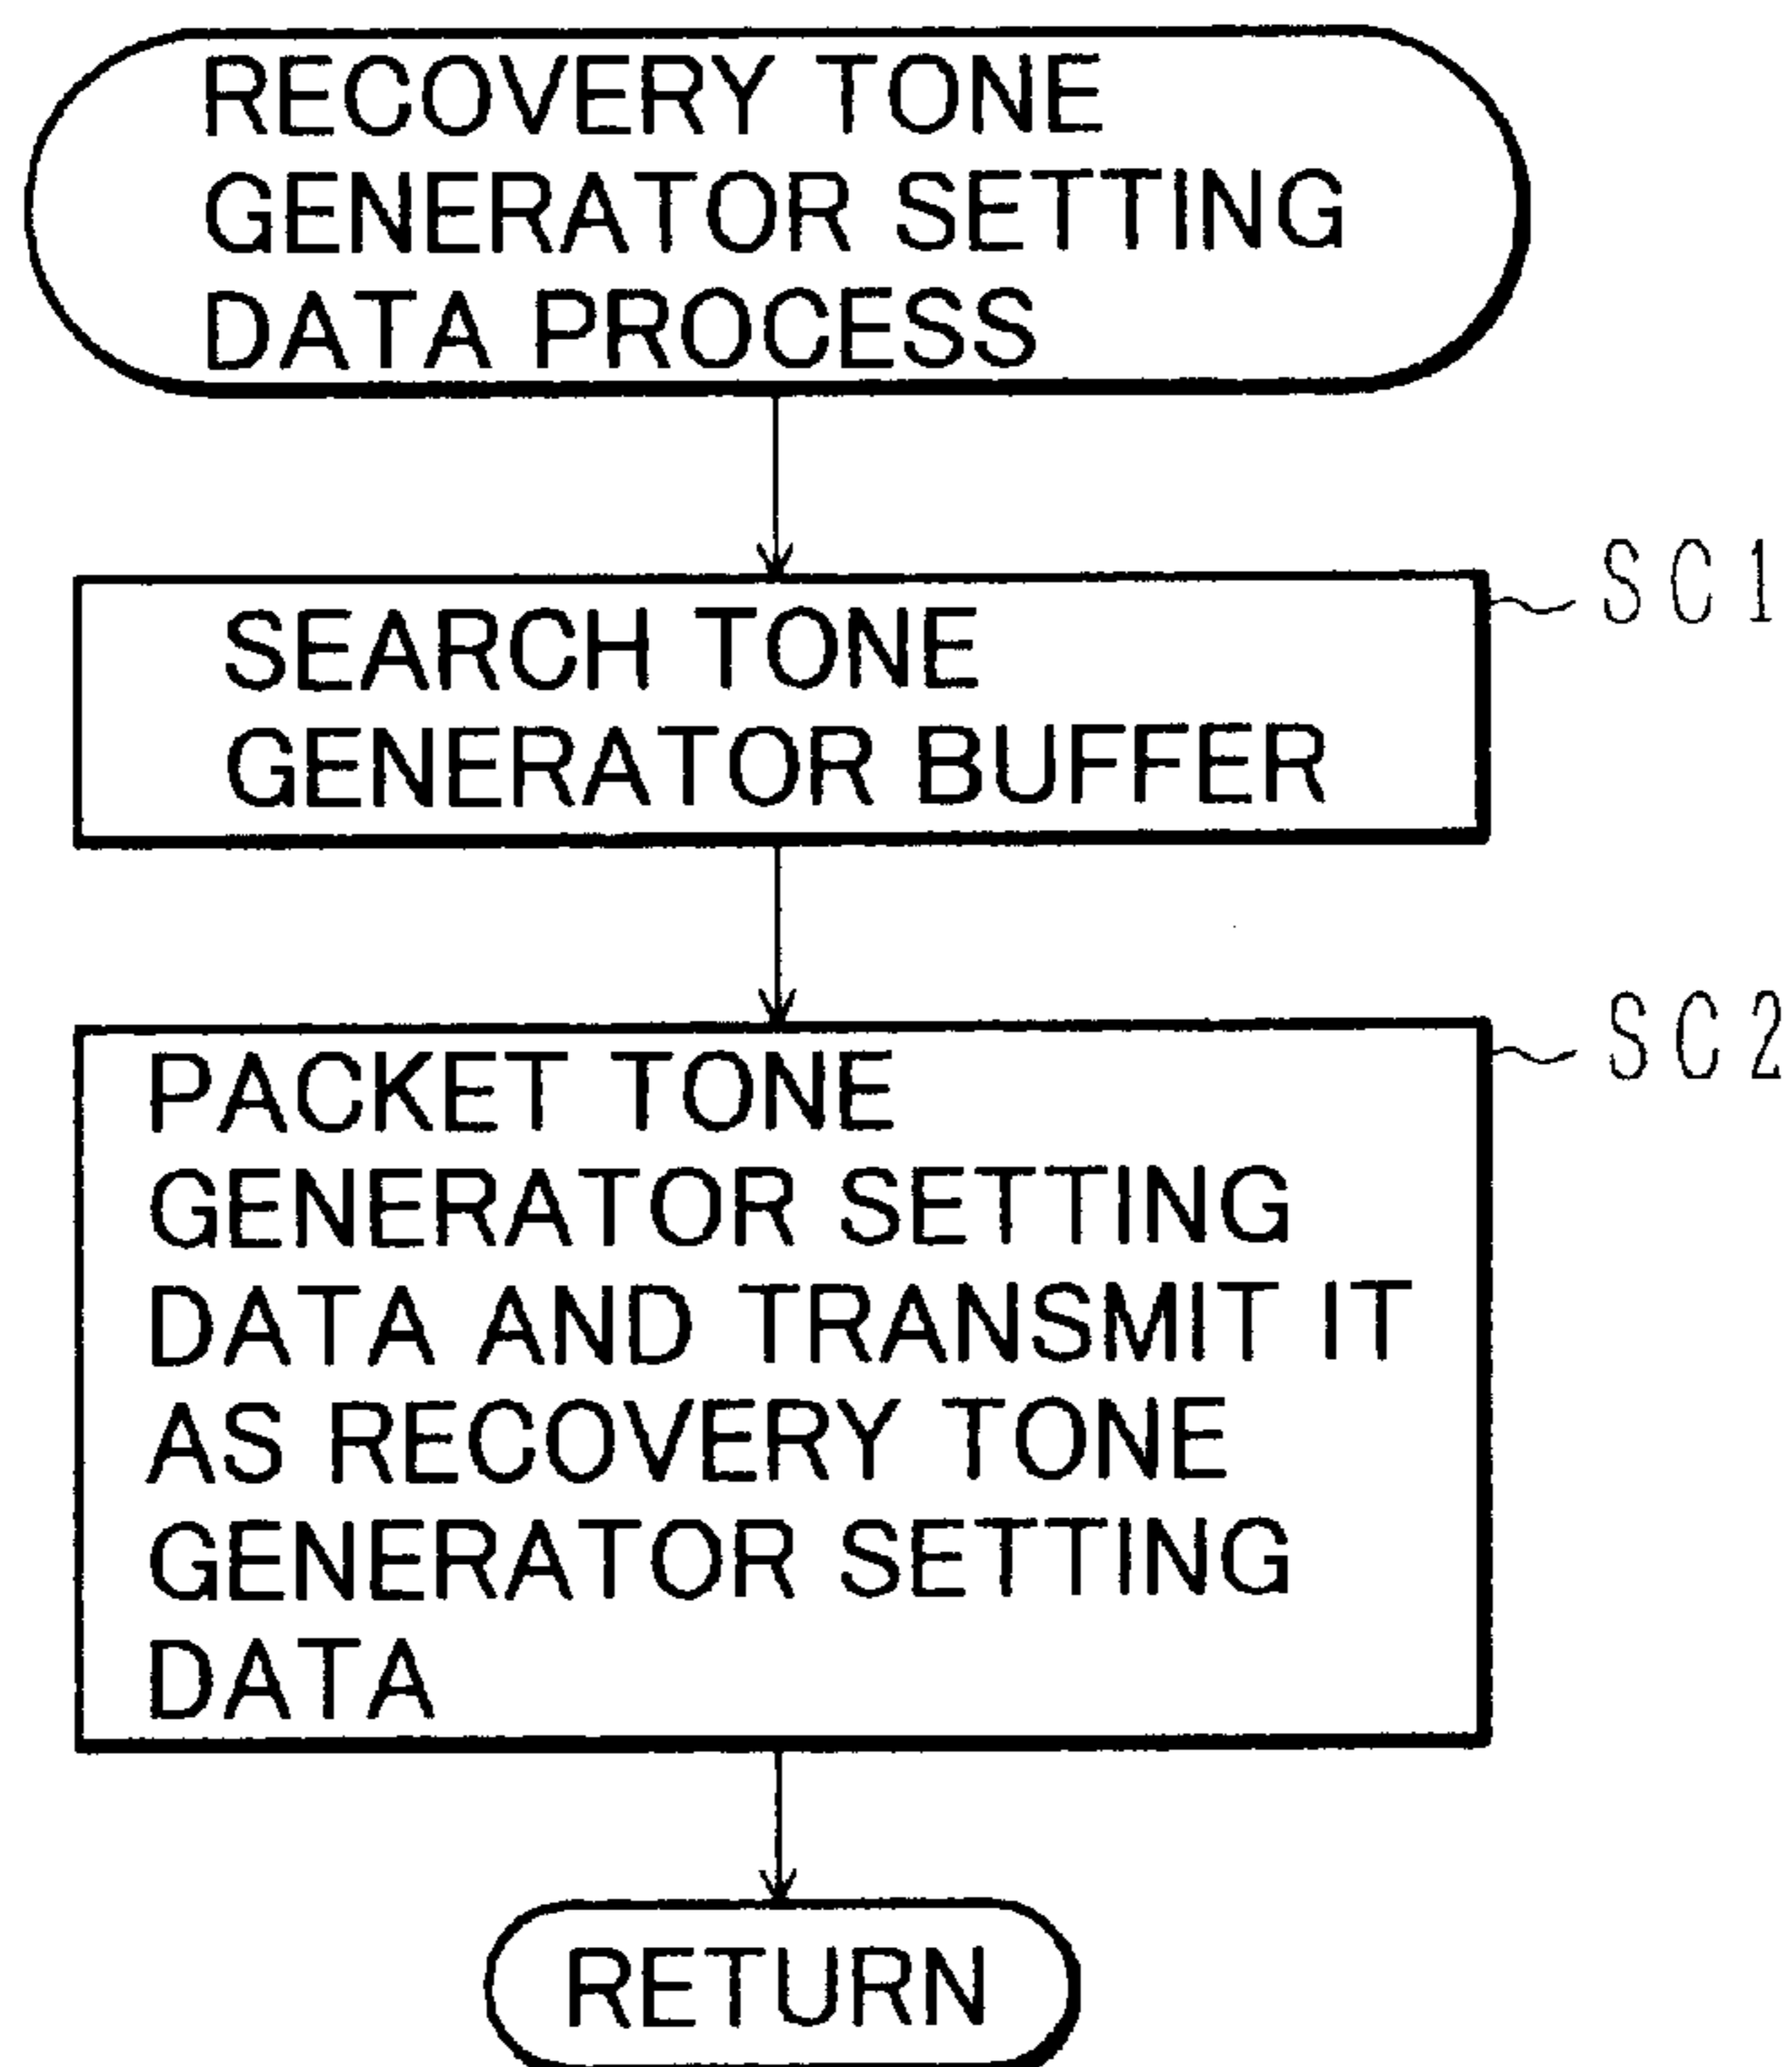 RECOVERY TONE
GENERATOR SETTING
DATA PROCESS
SC1
SEARCH TONE
GENERATOR BUFFER
SC2
PACKET TONE
GENERATOR SETTING
DATA AND TRANSMIT IT
AS RECOVERY TONE
GENERATOR SETTING
DATA
RETURN